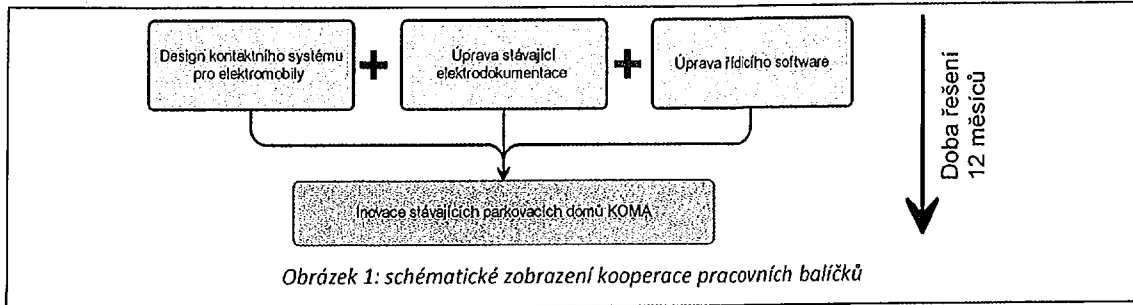 Design kontaktního systému
pro elektromobily
+
Úprava stávající
elektrodokumentace
+
Úprava řídicího software
Doba řešení
12 měsíců
Inovace stávajících parkovacích domů KOMA
Obrázek 1: schématické zobrazení kooperace pracovních balíčků